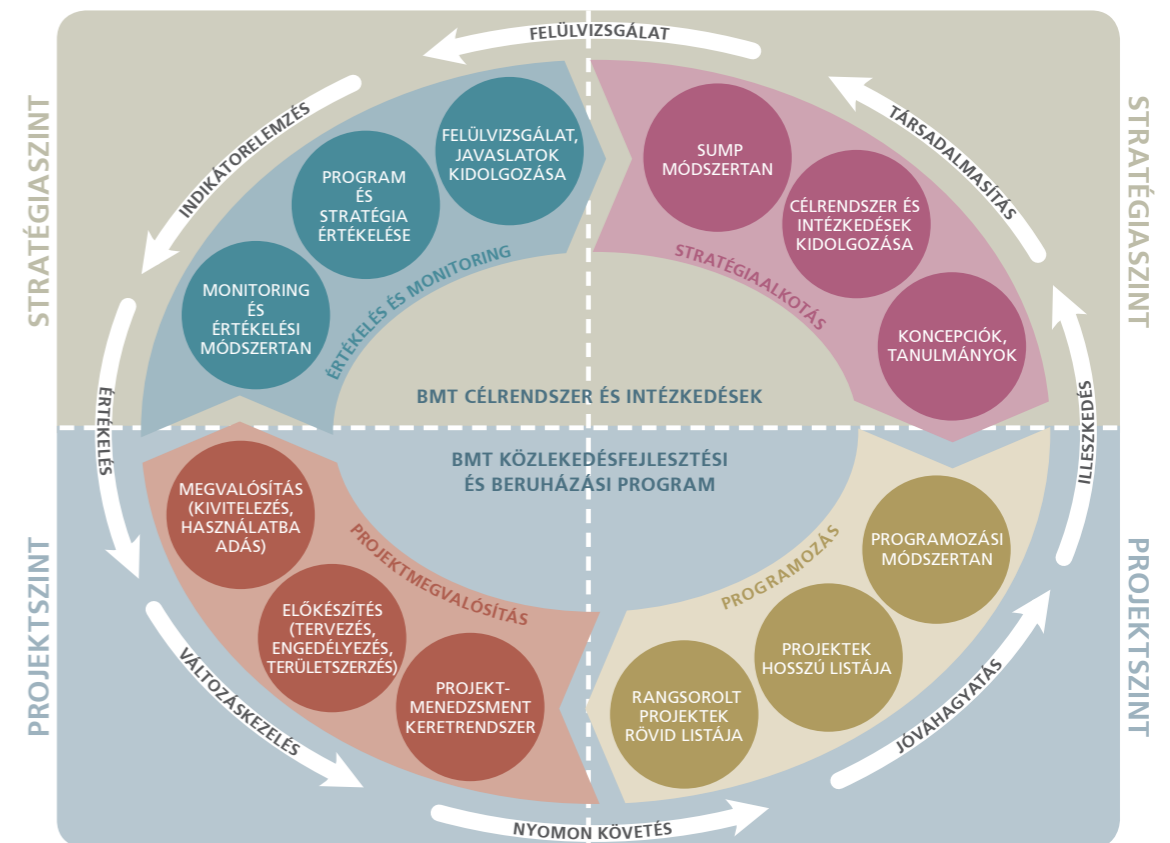 FELÜLVIZSGÁLAT
INDIKÁTORELEMZÉS
TÁRSADALMASÍTÁS
STRATÉGIASZINT
STRATÉGIASZINT
FELÜLVIZSGÁLAT,
JAVASLATOK
KIDOLGOZÁSA
PROGRAM
ÉS
STRATÉGIA
ÉRTÉKELÉSE
MONITORING
ÉS
ÉRTÉKELÉSI
MÓDSZERTAN
ÉRTÉKELÉS ÉS MONITORING
SUMP
MÓDSZERTAN
CÉLRENDSZER ÉS
INTÉZKEDÉSEK
KIDOLGOZÁSA
KONCEPCIÓK,
TANULMÁNYOK
STRATÉGIAALKOTÁS
BMT CÉLRENDSZER ÉS INTÉZKEDÉSEK
ÉRTÉKELÉS
ILLESZKEDÉS
BMT KÖZLEKEDÉSFEJLESZTÉSI
ÉS BERUHÁZÁSI PROGRAM
MEGVALÓSÍTÁS
(KIVITELEZÉS,
HASZNÁLATBA
ADÁS)
ELŐKÉSZÍTÉS
(TERVEZÉS,
ENGEDÉLYEZÉS,
TERÜLETSZERZÉS)
PROJEKT-
MENEDZSMENT
KERETRENDSZER
PROJEKTMEGVALÓSÍTÁS
PROGRAMOZÁSI
MÓDSZERTAN
PROJEKTEK
HOSSZÚ LISTÁJA
RANGSOROLT
PROJEKTEK
RÖVID LISTÁJA
PROGRAMOZÁS
PROJEKTSZINT
PROJEKTSZINT
VÁLTOZÁSKEZELÉS
JÓVÁHAGYATÁS
NYOMON KÖVETÉS